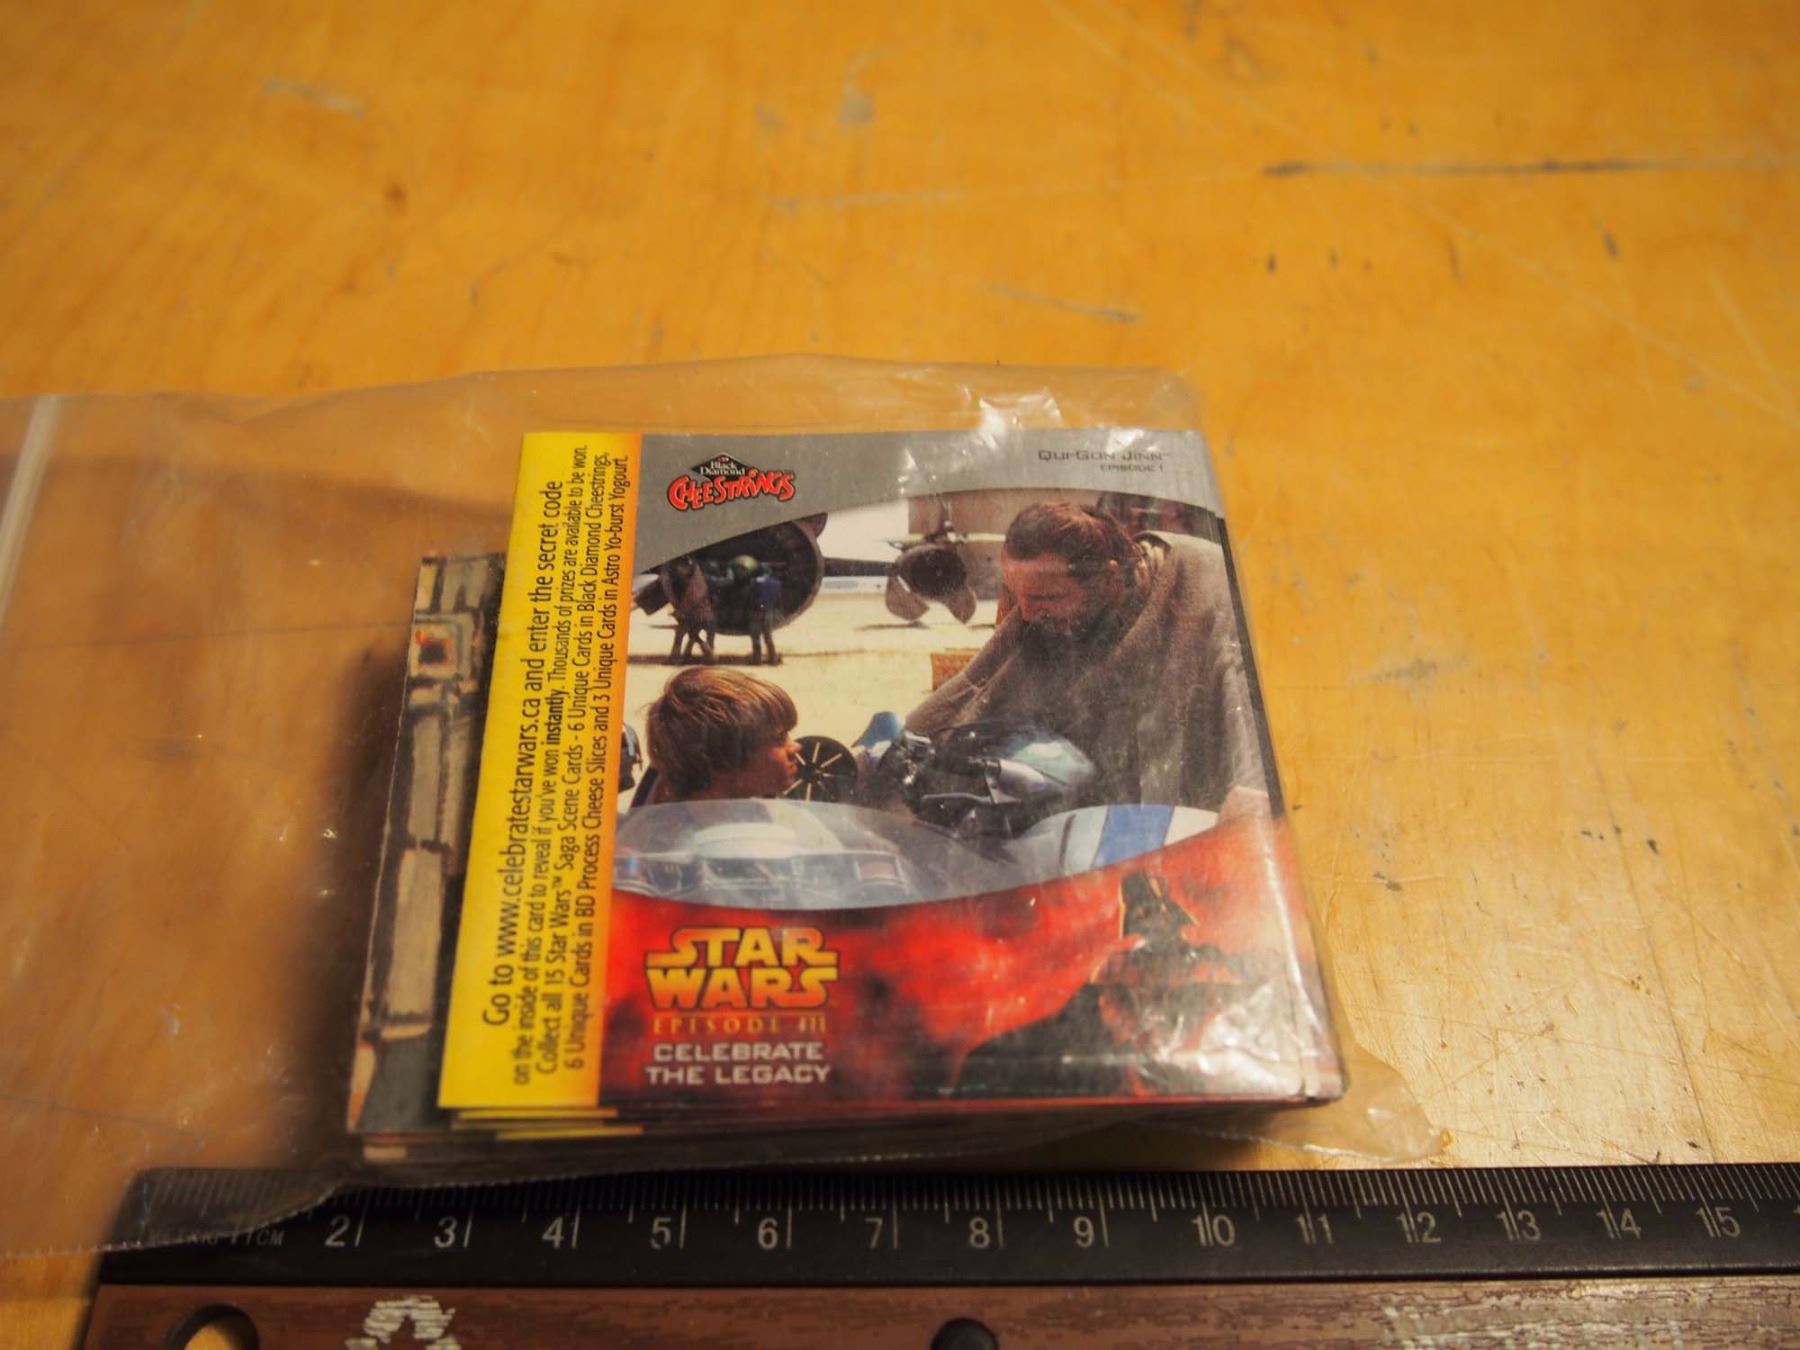 Go to www.celebratestarwars.ca and enter the secret code
on the inside of this card to reveal if you've won instantly. Thousands of prizes are available to be won.
Collect all 15 Star Wars™ Saga Scene Cards - 6 Unique Cards in Black Diamond Cheestrings,
6 Unique Cards in BD Process Cheese Slices and 3 Unique Cards in Astro Yo-burst Yogourt.
Black
Diamond
CHEESTRINGS
QUI-GON JINN™
EPISODE I
STAR
WARS
EPISODE III
CELEBRATE
THE LEGACY
2 3 4 5 6 7 8 9 10 11 12 13 14 15